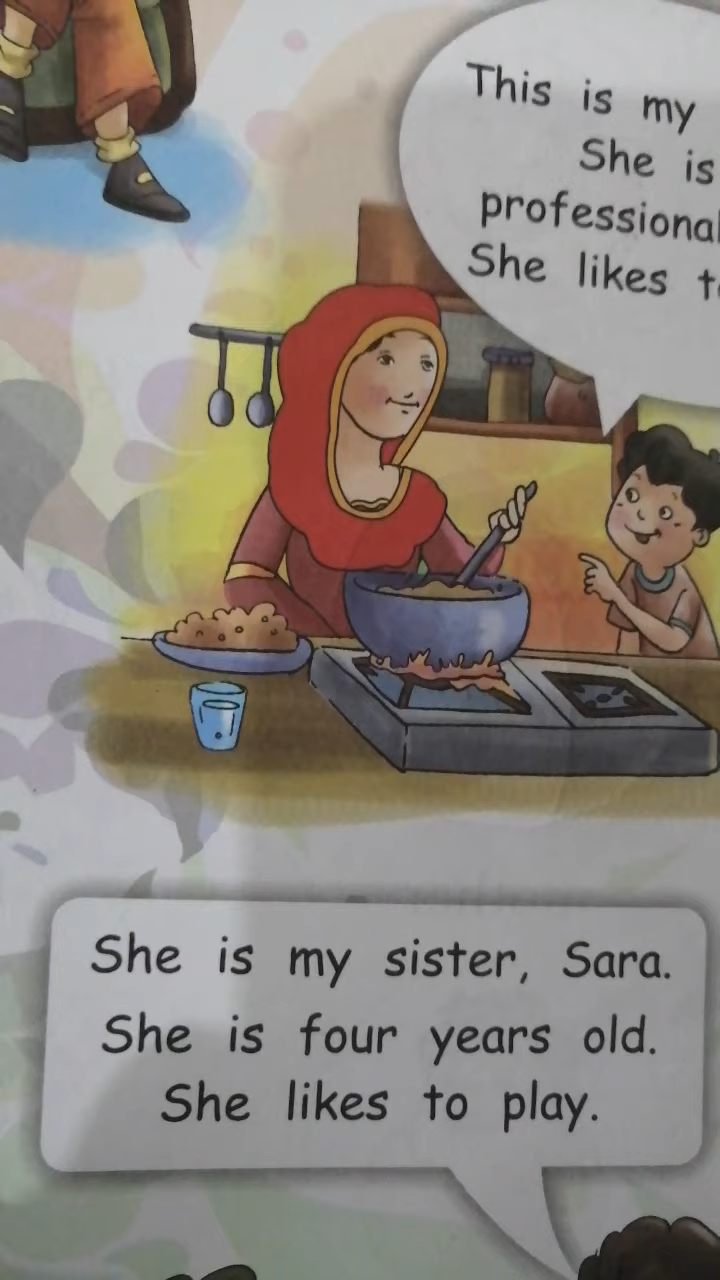 This is my
She is
professional
She likes
She is my sister, Sara.
She is four years old.
She likes to play.